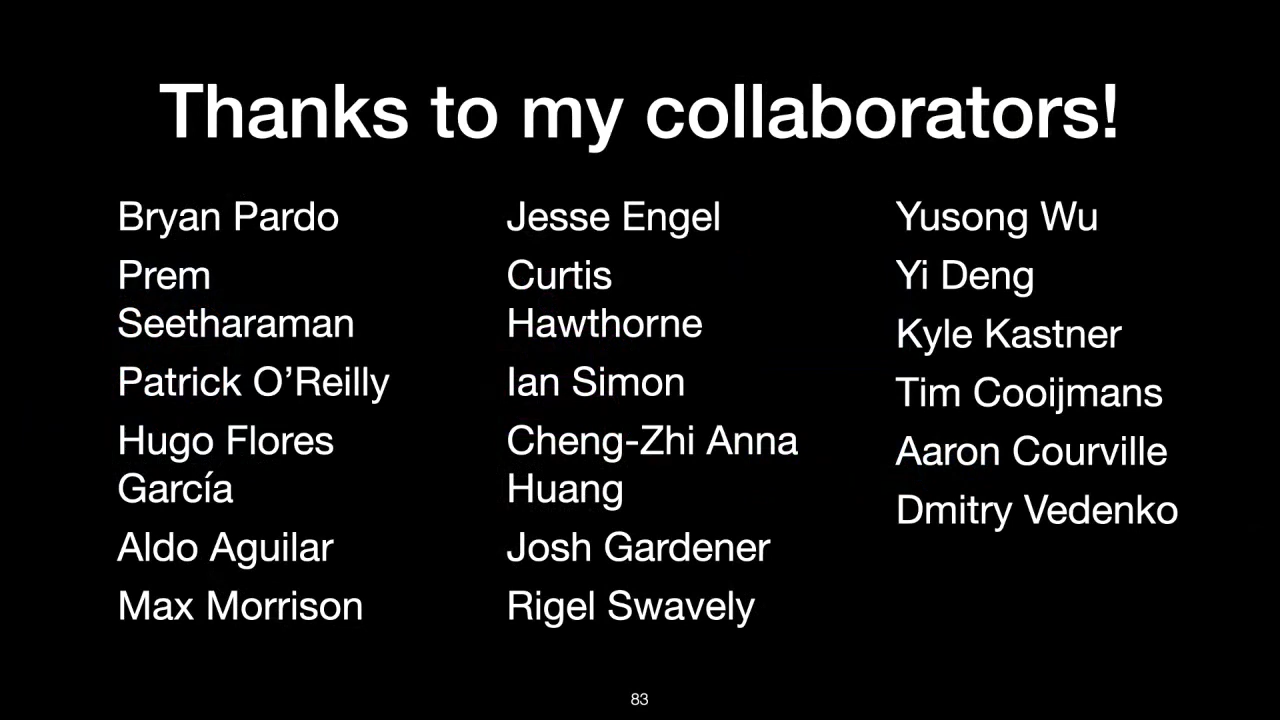 Thanks to my collaborators!
Bryan Pardo
Prem
Seetharaman
Patrick O’Reilly
Hugo Flores
García
Aldo Aguilar
Max Morrison
Jesse Engel
Curtis
Hawthorne
Ian Simon
Cheng-Zhi Anna
Huang
Josh Gardener
Rigel Swavely
Yusong Wu
Yi Deng
Kyle Kastner
Tim Cooijmans
Aaron Courville
Dmitry Vedenko
83